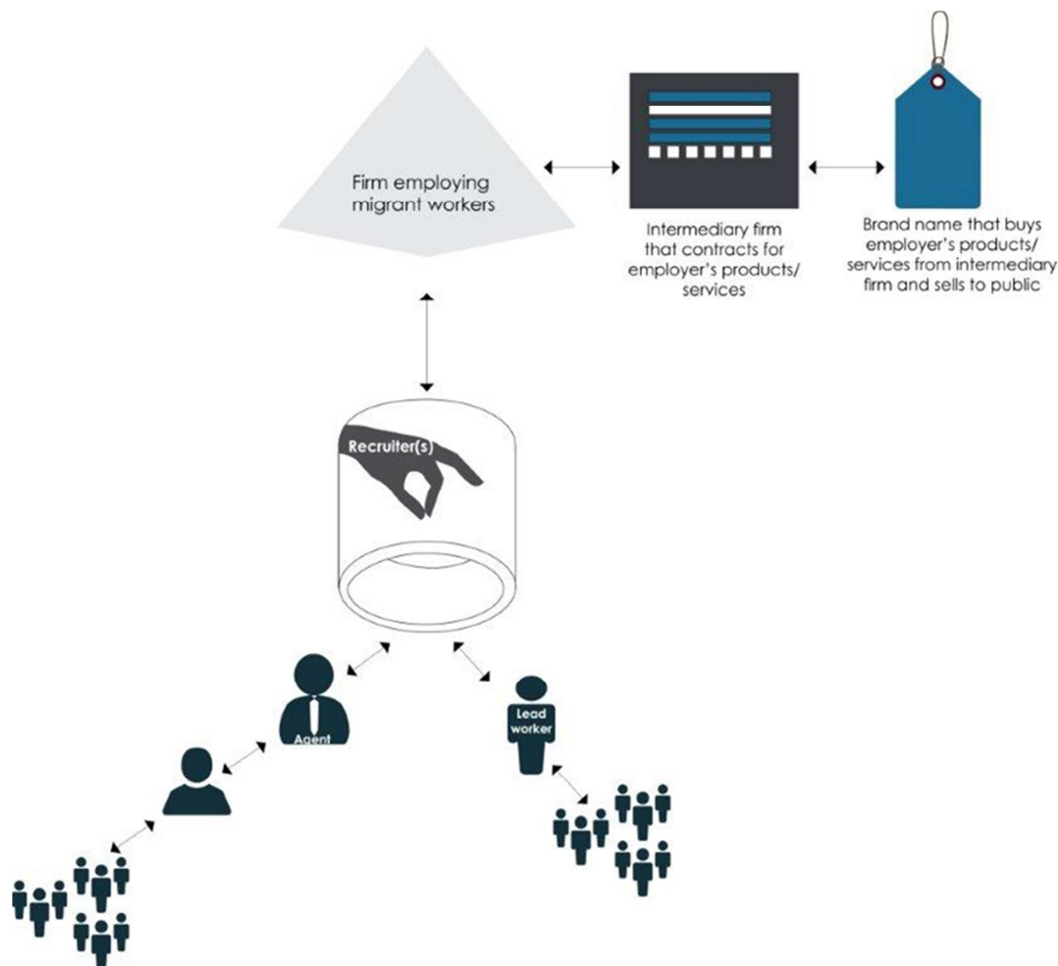 Firm employing
migrant workers
Intermediary firm
that contracts for
employer's products/
services
Brand name that buys
employer's products/
services from intermediary
firm and sells to public
Recruiter(s)
Agent
Lead
worker